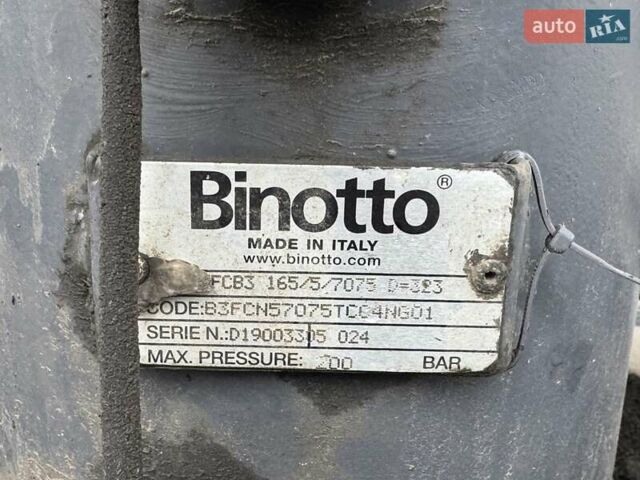 auto RIA.com
Binotto®
MADE IN ITALY
www.binotto.com
FCB3 165/5/7075 D=323
CODE:B3FCN57075TCC4NG01
SERIE N.:D19003305 024
MAX. PRESSURE: 200 BAR